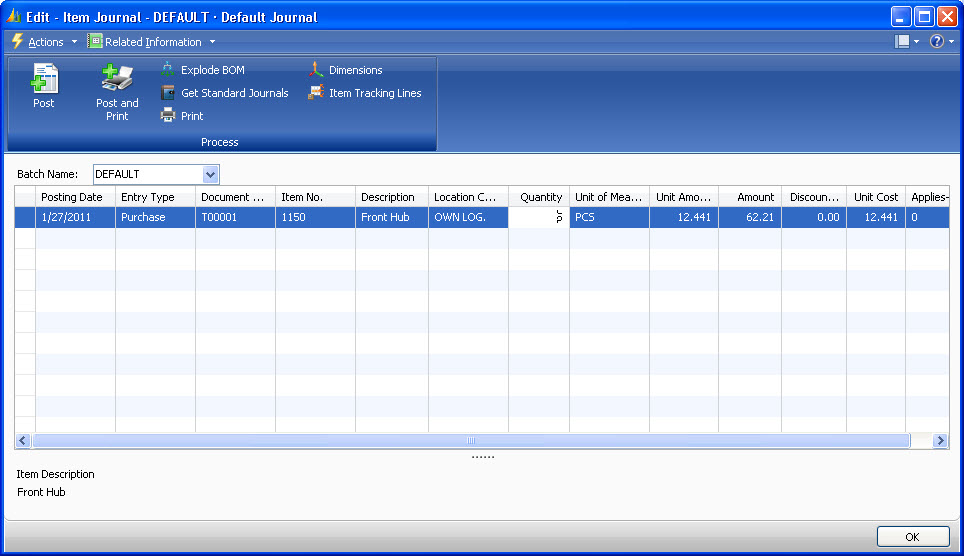 Edit - Item Journal - DEFAULT · Default Journal
Actions Related Information
Explode BOM Dimensions
Get Standard Journals Item Tracking Lines
Post Post and Print
Print
Process
Batch Name: DEFAULT
Posting Date Entry Type Document ... Item No. Description Location C... Quantity Unit of Mea... Unit Amo... Amount Discoun... Unit Cost Applies-
1/27/2011 Purchase T00001 1150 Front Hub OWN LOG. PCS 12.441 62.21 0.00 12.441 0
Item Description
Front Hub
OK